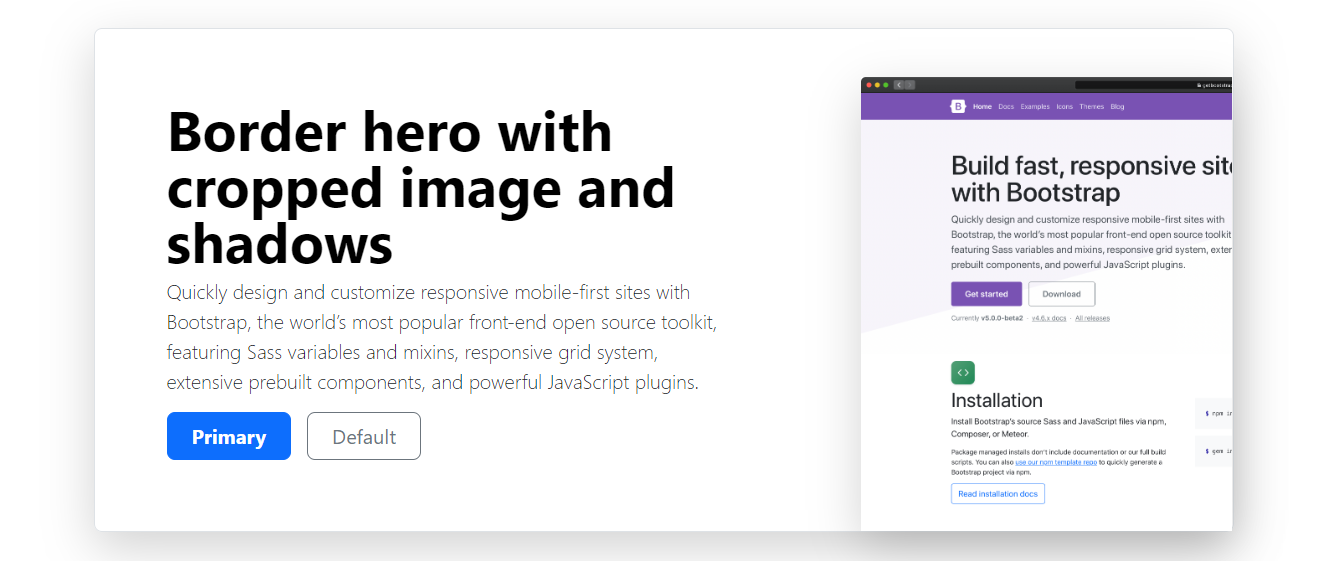 Border hero with
cropped image and
shadows
Quickly design and customize responsive mobile-first sites with
Bootstrap, the world's most popular front-end open source toolkit,
featuring Sass variables and mixins, responsive grid system,
extensive prebuilt components, and powerful JavaScript plugins.
Primary Default
B Home Docs Examples Icons Themes Blog
Build fast, responsive
with Bootstrap
Quickly design and customize responsive mobile-first sites with
Bootstrap, the world's most popular front-end open source toolkit
featuring Sass variables and mixins, responsive grid system,
prebuilt components, and powerful JavaScript plugins.
Get started Download
Currently v5.0.0-beta2 · v4.6.x docs · All releases
Installation
Install Bootstrap's source Sass and JavaScript files via npm,
Composer, or Meteor.
$ npm
Package managed installs don't include documentation or our full build
scripts. You can also use our npm template repo to quickly generate a
Bootstrap project via npm.
$ gem
Read installation docs